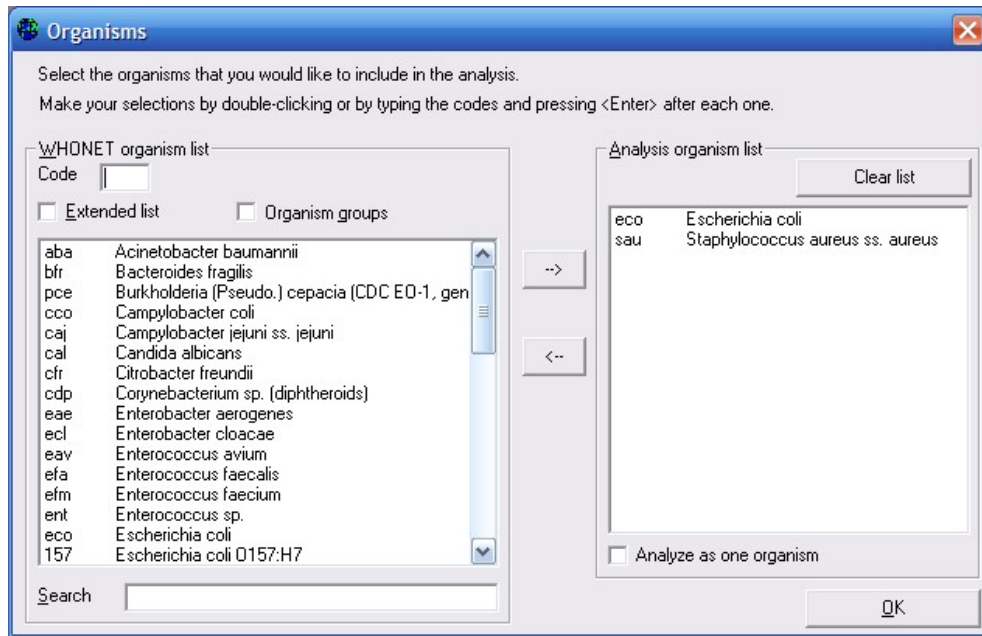 Organisms
Select the organisms that you would like to include in the analysis.
Make your selections by double-clicking or by typing the codes and pressing <Enter> after each one.
WHONET organism list
Code
Extended list Organism groups
aba Acinetobacter baumannii
bfr Bacteroides fragilis
pce Burkholderia (Pseudo.) cepacia (CDC EO-1, gen
cco Campylobacter coli
caj Campylobacter jejuni ss. jejuni
cal Candida albicans
cfr Citrobacter freundii
cdp Corynebacterium sp. (diphtheroids)
eae Enterobacter aerogenes
ecl Enterobacter cloacae
eav Enterococcus avium
efa Enterococcus faecalis
efm Enterococcus faecium
ent Enterococcus sp.
eco Escherichia coli
157 Escherichia coli O157:H7
Search
-->
<--
Analysis organism list
Clear list
eco Escherichia coli
sau Staphylococcus aureus ss. aureus
Analyze as one organism
OK